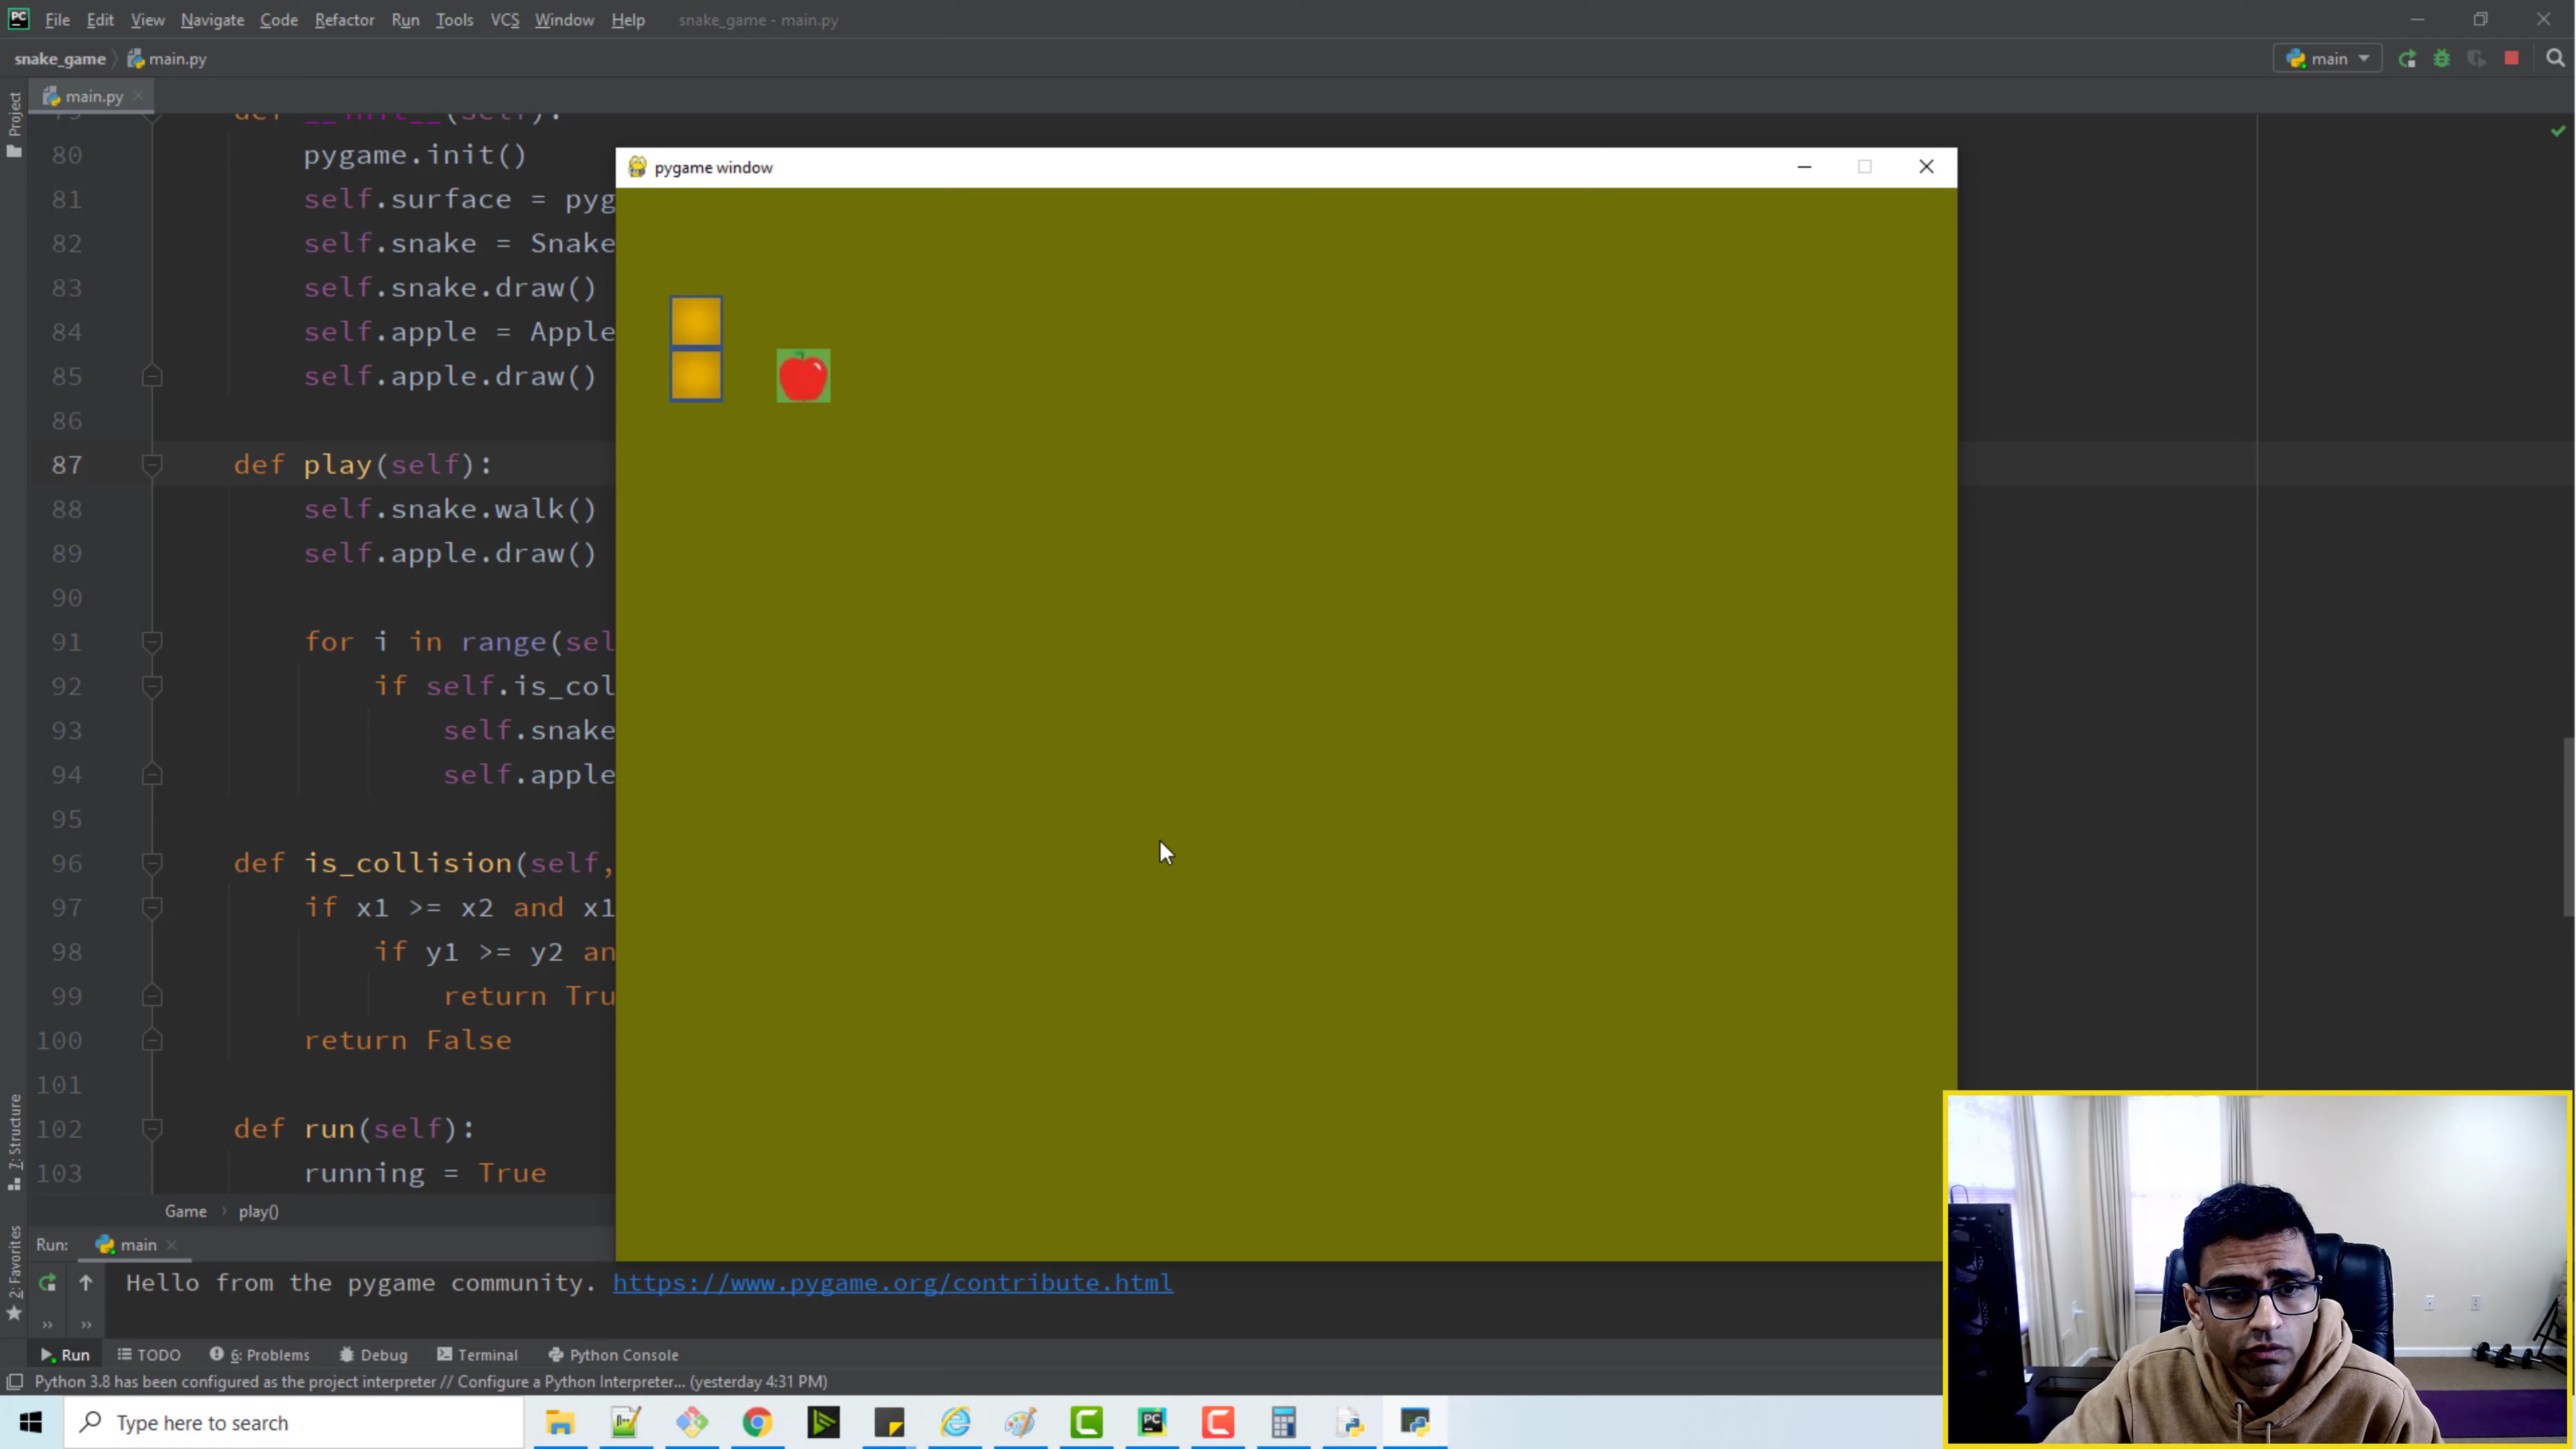 File Edit View Navigate Code Refactor Run Tools VCS Window Help snake_game - main.py
snake_game main.py main
main.py
Project
80 pygame.init()
81 self.surface = pyg
82 self.snake = Snake
83 self.snake.draw()
84 self.apple = Apple
85 self.apple.draw()
86
87 def play(self):
88 self.snake.walk()
89 self.apple.draw()
90
91 for i in range(sel
92 if self.is_col
93 self.snake
94 self.apple
95
96 def is_collision(self,
97 if x1 >= x2 and x1
98 if y1 >= y2 an
99 return Tru
100 return False
101
102 def run(self):
103 running = True
pygame window
7: Structure
2: Favorites
Game play()
Run: main
Hello from the pygame community. https://www.pygame.org/contribute.html
Run TODO 6: Problems Debug Terminal Python Console
Python 3.8 has been configured as the project interpreter // Configure a Python Interpreter... (yesterday 4:31 PM)
Type here to search